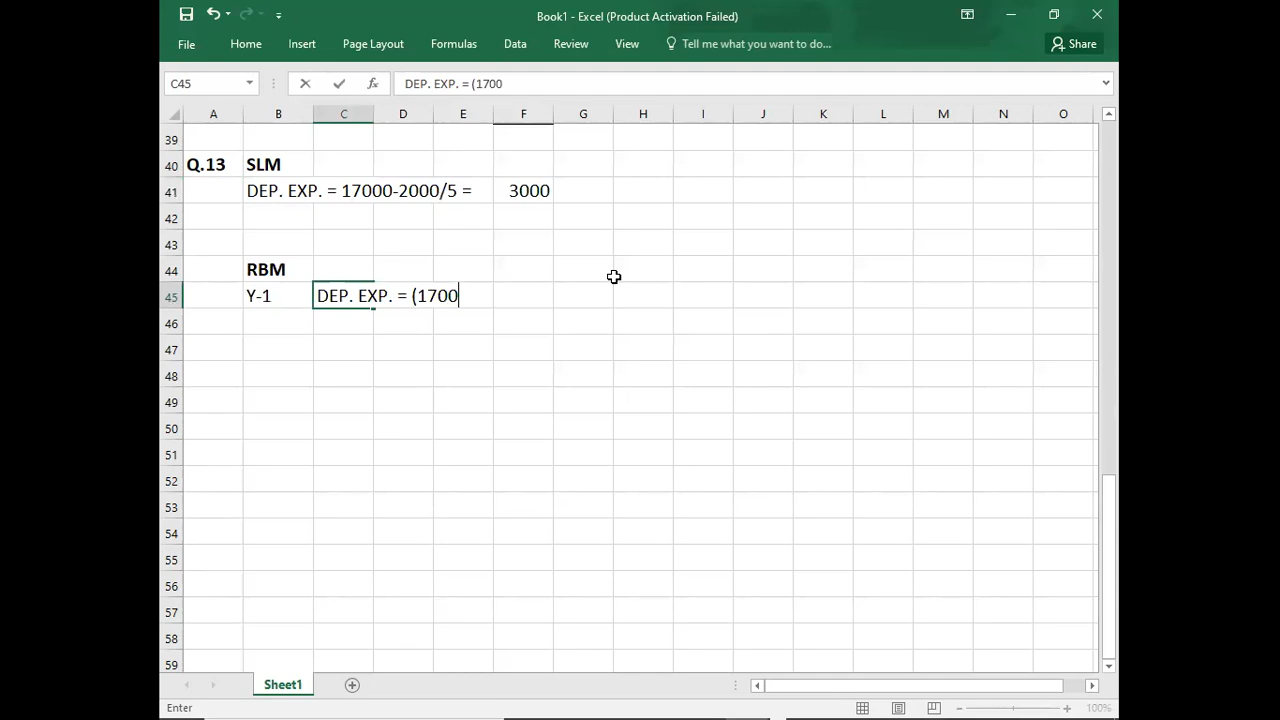 Book1 - Excel (Product Activation Failed)
File Home Insert Page Layout Formulas Data Review View Tell me what you want to do... Share
C45 fx DEP. EXP. = (1700
A B C D E F G H I J K L M N O
39
40 Q.13 SLM
41 DEP. EXP. = 17000-2000/5 = 3000
42
43
44 RBM
45 Y-1 DEP. EXP. = (1700
46
47
48
49
50
51
52
53
54
55
56
57
58
59
Sheet1
Enter 100%